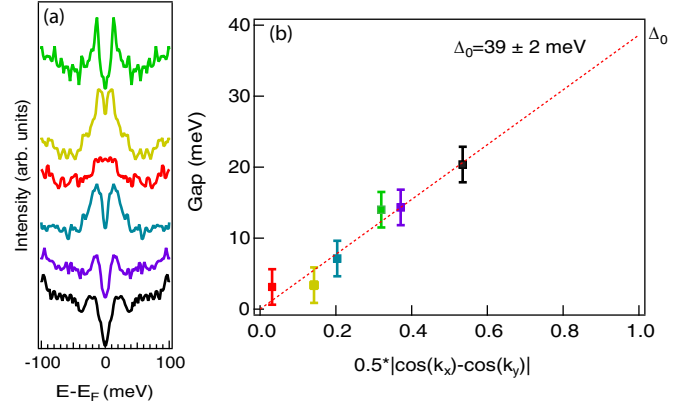 (a)
Intensity (arb. units)
-100
0
100
E-E_F (meV)
(b)
Δ₀=39 ± 2 meV
Δ₀
Gap (meV)
40
30
20
10
0
0.0
0.2
0.4
0.6
0.8
1.0
0.5*|cos(kₓ)-cos(k_y)|